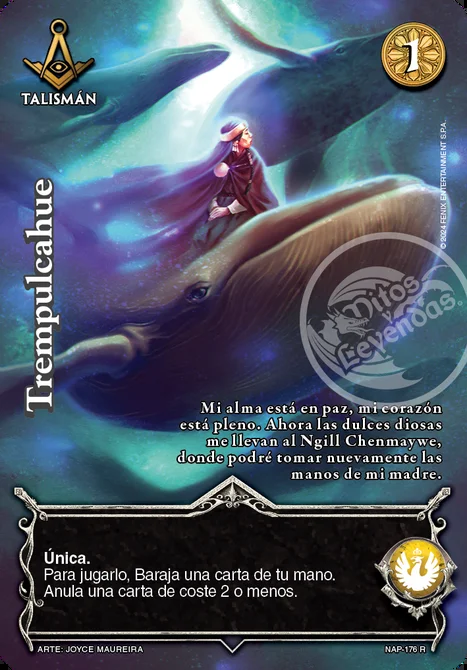 1
TALISMÁN
Trempulcahue
© 2024 FENIX ENTERTAINMENT S.P.A.
Mitos
y
Leyendas.
Mi alma está en paz, mi corazón
está pleno. Ahora las dulces diosas
me llevan al Ngill Chenmaywe,
donde podré tomar nuevamente las
manos de mi madre.
Única.
Para jugarlo, Baraja una carta de tu mano.
Anula una carta de coste 2 o menos.
ARTE: JOYCE MAUREIRA
NAP-176 R